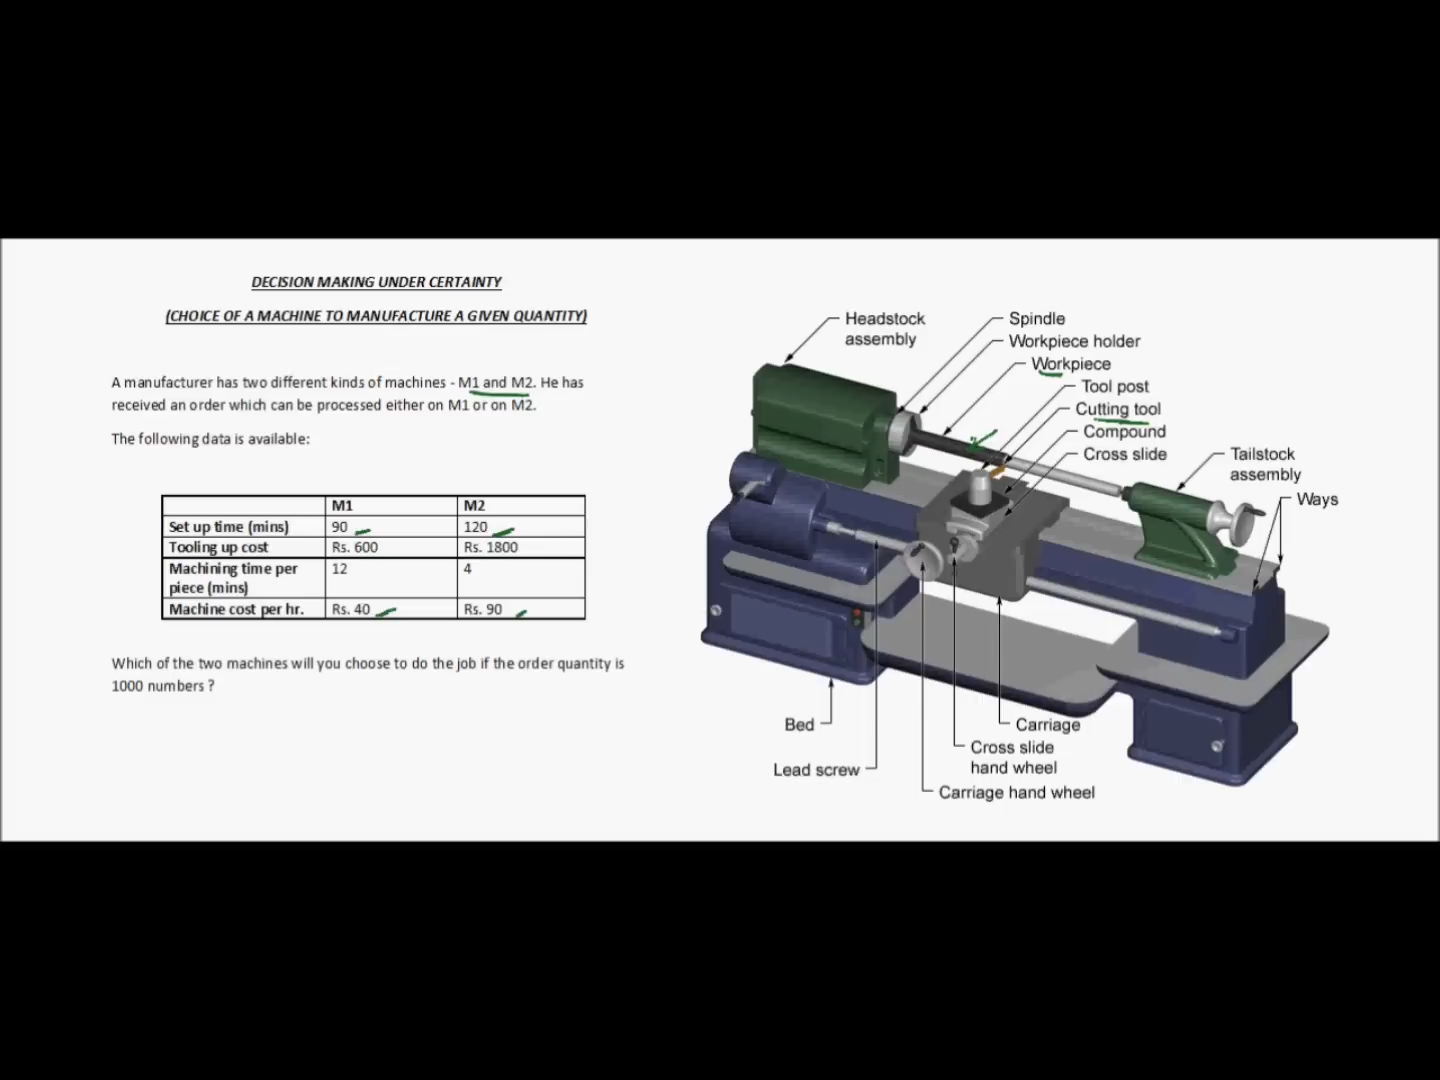 DECISION MAKING UNDER CERTAINTY
(CHOICE OF A MACHINE TO MANUFACTURE A GIVEN QUANTITY)
A manufacturer has two different kinds of machines - M1 and M2. He has
received an order which can be processed either on M1 or on M2.
The following data is available:
M1 M2
Set up time (mins) 90 120
Tooling up cost Rs. 600 Rs. 1800
Machining time per 12 4
piece (mins)
Machine cost per hr. Rs. 40 Rs. 90
Which of the two machines will you choose to do the job if the order quantity is
1000 numbers ?
Headstock
assembly
Spindle
Workpiece holder
Workpiece
Tool post
Cutting tool
Compound
Cross slide
Tailstock
assembly
Ways
Bed
Lead screw
Carriage
Cross slide
hand wheel
Carriage hand wheel